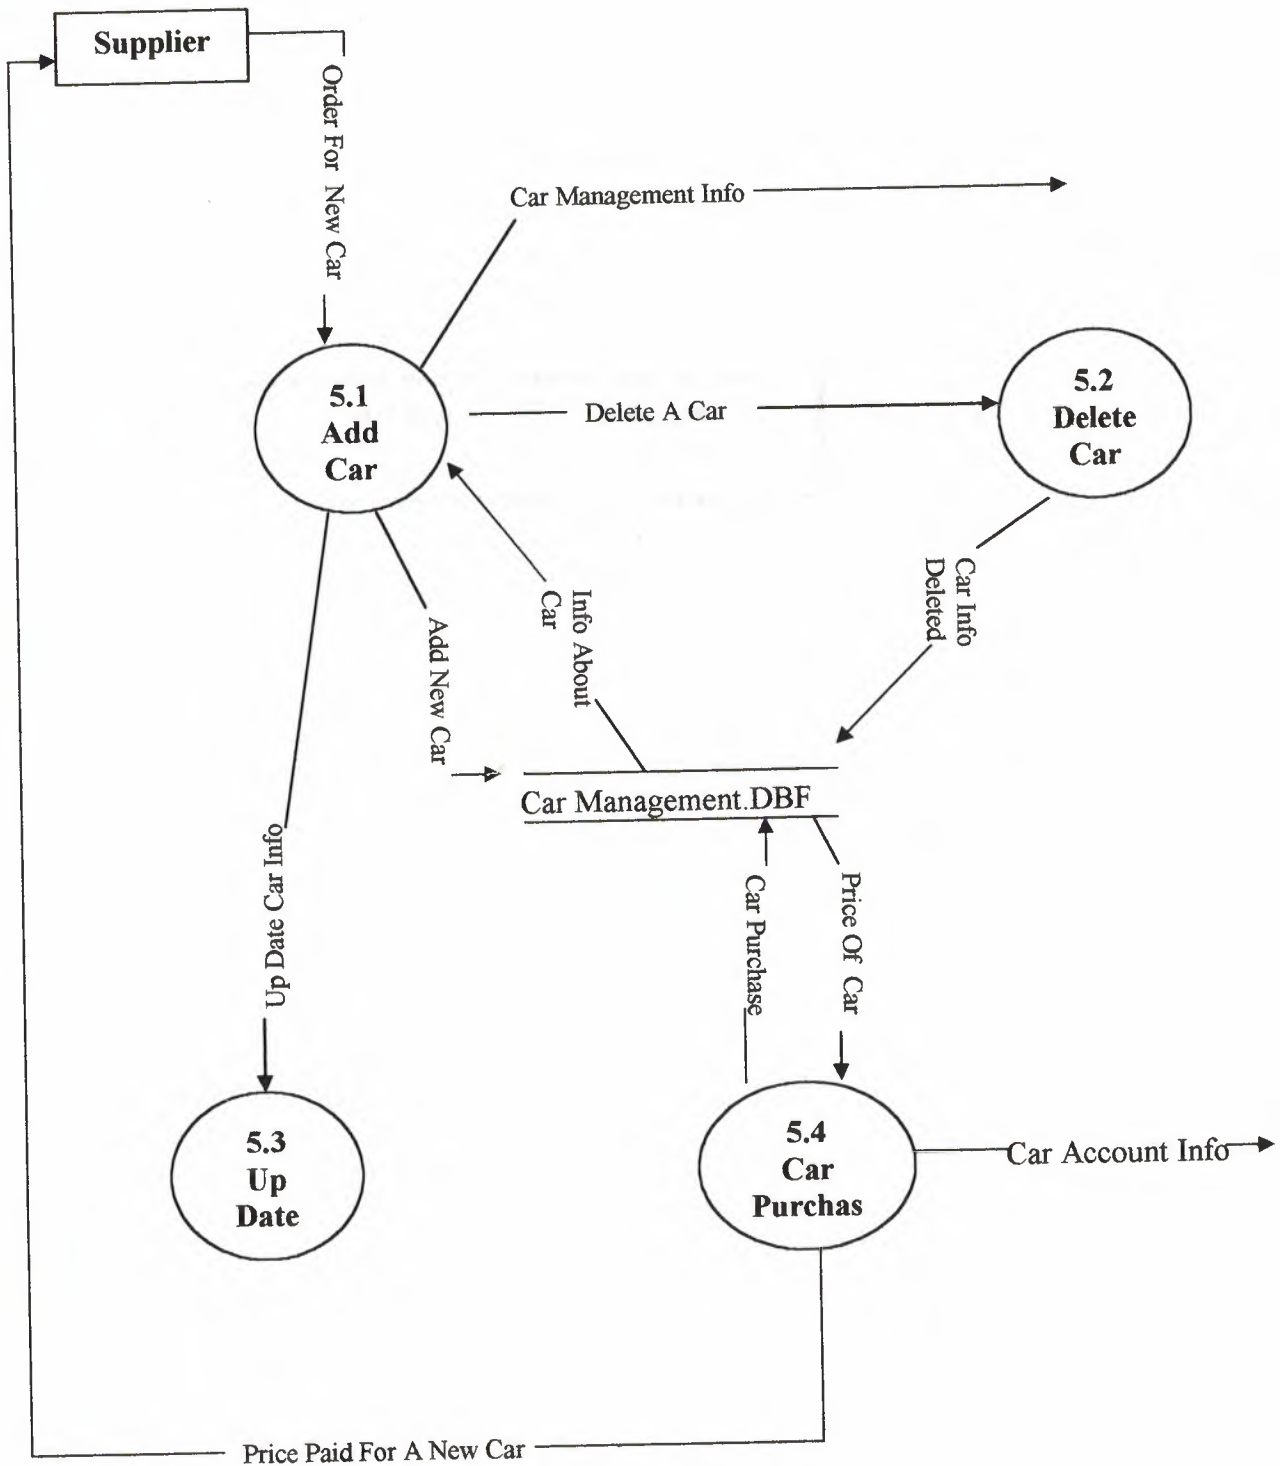 Supplier
Order For New Car
Car Management Info
5.1
Add
Car
Delete A Car
5.2
Delete
Car
Car Info
Deleted
Info About
Car
Add New Car
Car Management.DBF
Up Date Car Info
Car Purchase
Price Of Car
5.3
Up
Date
5.4
Car
Purchas
Car Account Info
Price Paid For A New Car